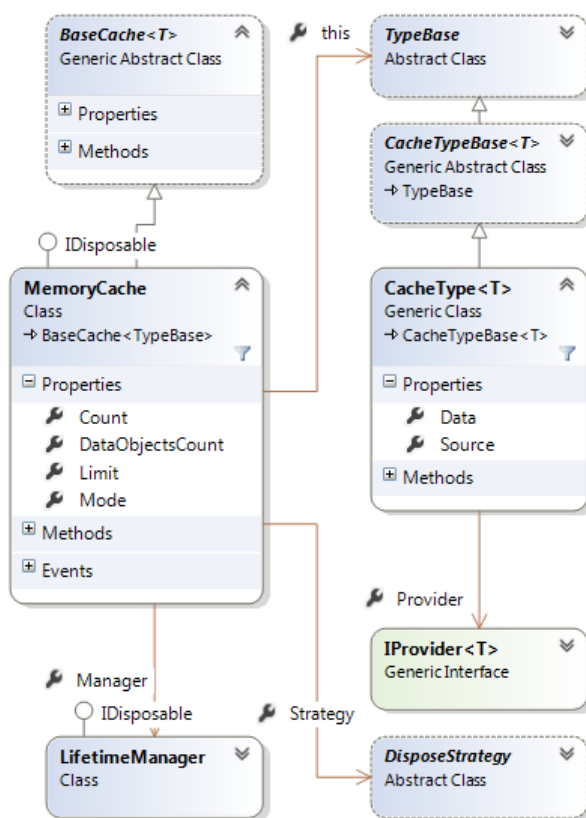 BaseCache<T>
Generic Abstract Class
Properties
Methods
this
TypeBase
Abstract Class
CacheTypeBase<T>
Generic Abstract Class
TypeBase
IDisposable
MemoryCache
Class
BaseCache<TypeBase>
Properties
Count
DataObjectsCount
Limit
Mode
Methods
Events
CacheType<T>
Generic Class
CacheTypeBase<T>
Properties
Data
Source
Methods
Provider
IProvider<T>
Generic Interface
Manager
IDisposable
Strategy
LifetimeManager
Class
DisposeStrategy
Abstract Class